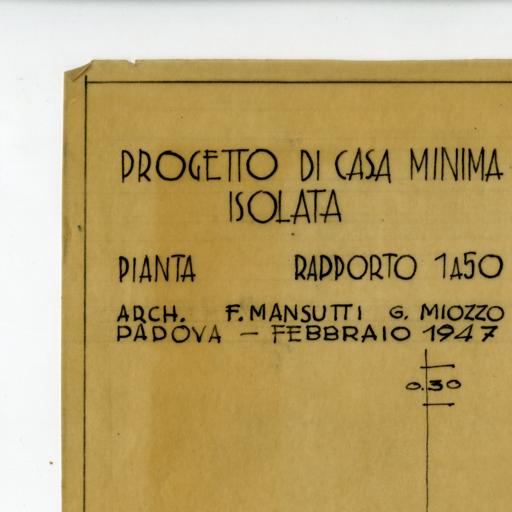 PROGETTO DI CASA MINIMA
ISOLATA
PIANTA RAPPORTO 1A50
ARCH. F. MANSUTTI G. MIOZZO
PADOVA – FEBBRAIO 1947
0.30